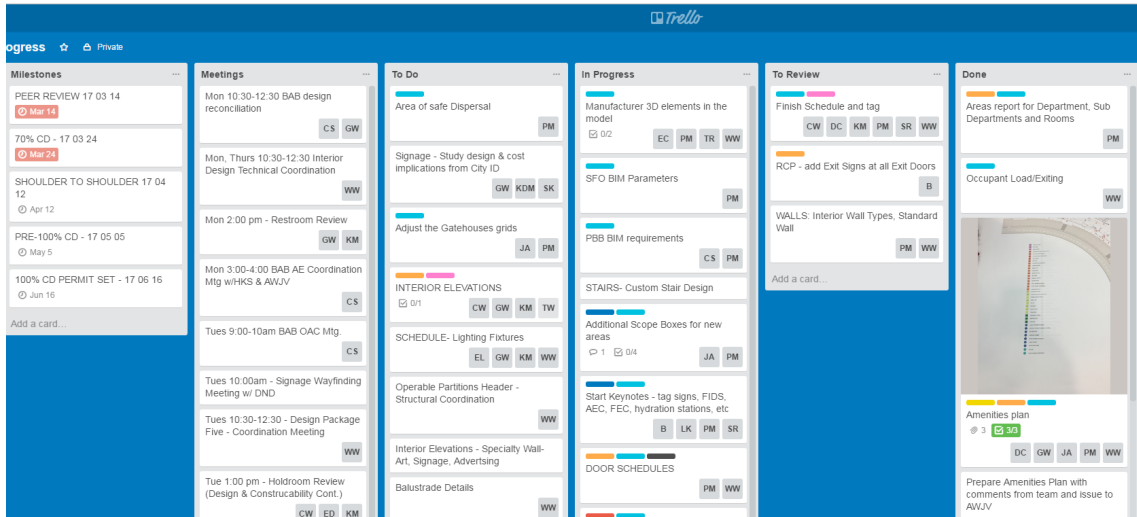 Trello
ogress
Private
Milestones
PEER REVIEW 17 03 14
Mar 14
70% CD - 17 03 24
Mar 24
SHOULDER TO SHOULDER 17 04
12
Apr 12
PRE-100% CD - 17 05 05
May 5
100% CD PERMIT SET - 17 06 16
Jun 16
Add a card...
Meetings
Mon 10:30-12:30 BAB design
reconciliation
CS GW
Mon, Thurs 10:30-12:30 Interior
Design Technical Coordination
WW
Mon 2:00 pm - Restroom Review
GW KM
Mon 3:00-4:00 BAB AE Coordination
Mtg w/HKS & AWJV
CS
Tues 9:00-10am BAB OAC Mtg.
CS
Tues 10:00am - Signage Wayfinding
Meeting w/ DND
Tues 10:30-12:30 - Design Package
Five - Coordination Meeting
WW
Tue 1:00 pm - Holdroom Review
(Design & Construcability Cont.)
CW ED KM
To Do
Area of safe Dispersal
PM
Signage - Study design & cost
implications from City ID
GW KDM SK
Adjust the Gatehouses grids
JA PM
INTERIOR ELEVATIONS
0/1
CW GW KM TW
SCHEDULE- Lighting Fixtures
EL GW KM WW
Operable Partitions Header -
Structural Coordination
WW
Interior Elevations - Specialty Wall-
Art, Signage, Advertsing
Balustrade Details
WW
In Progress
Manufacturer 3D elements in the
model
0/2
EC PM TR WW
SFO BIM Parameters
PM
PBB BIM requirements
CS PM
STAIRS- Custom Stair Design
Additional Scope Boxes for new
areas
1 0/4
JA PM
Start Keynotes - tag signs, FIDS,
AEC, FEC, hydration stations, etc
B LK PM SR
DOOR SCHEDULES
PM WW
To Review
Finish Schedule and tag
CW DC KM PM SR WW
RCP - add Exit Signs at all Exit Doors
B
WALLS: Interior Wall Types, Standard
Wall
PM WW
Add a card...
Done
Areas report for Department, Sub
Departments and Rooms
PM
Occupant Load/Exiting
WW
Amenities plan
3 3/3
DC GW JA PM WW
Prepare Amenities Plan with
comments from team and issue to
AWJV